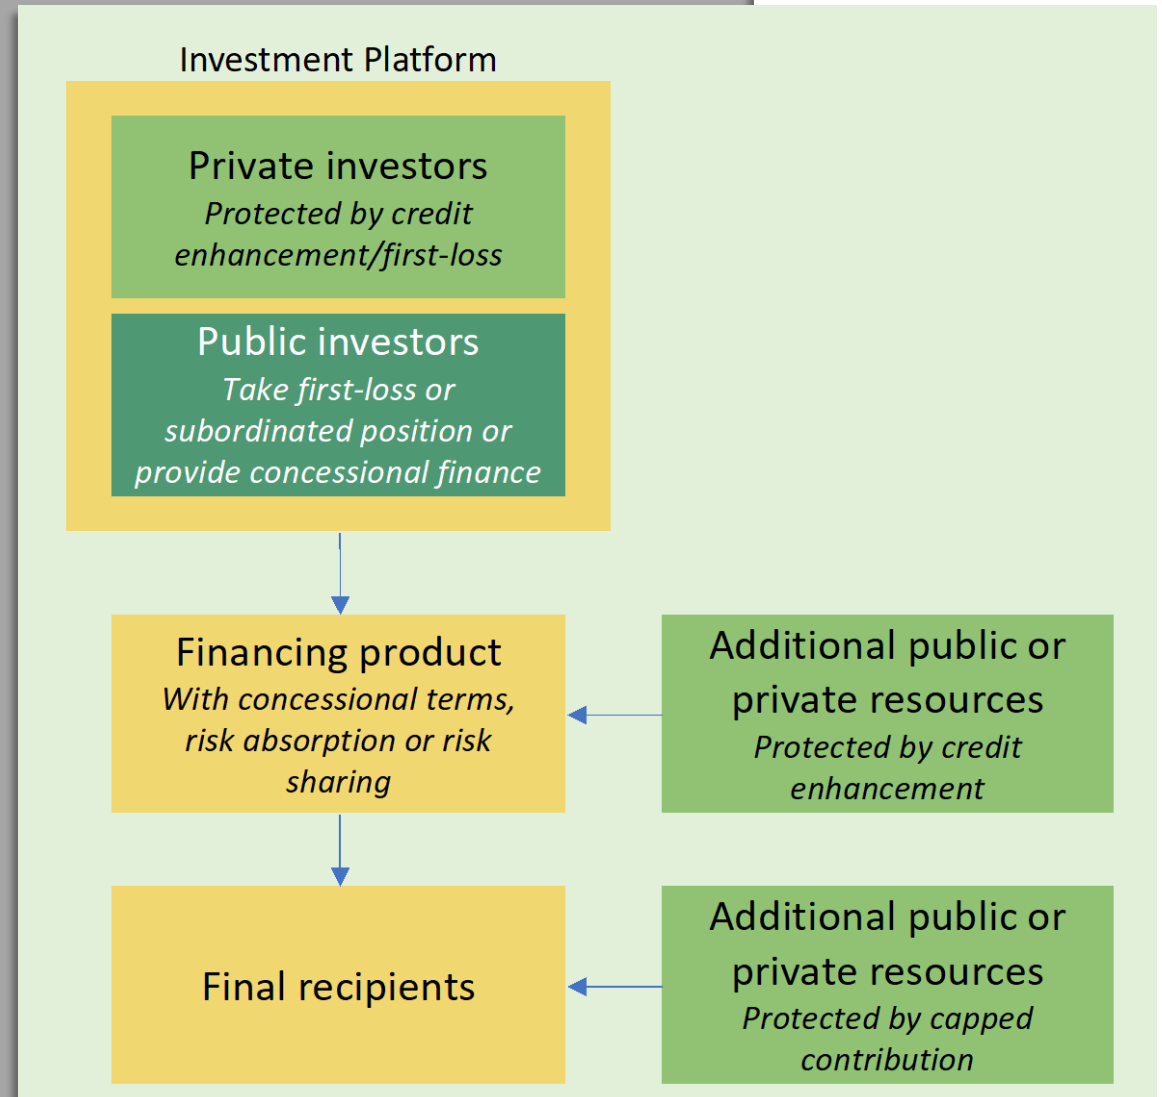 Investment Platform
Private investors
Protected by credit
enhancement/first-loss
Public investors
Take first-loss or
subordinated position or
provide concessional finance
Financing product
With concessional terms,
risk absorption or risk
sharing
Additional public or
private resources
Protected by credit
enhancement
Final recipients
Additional public or
private resources
Protected by capped
contribution